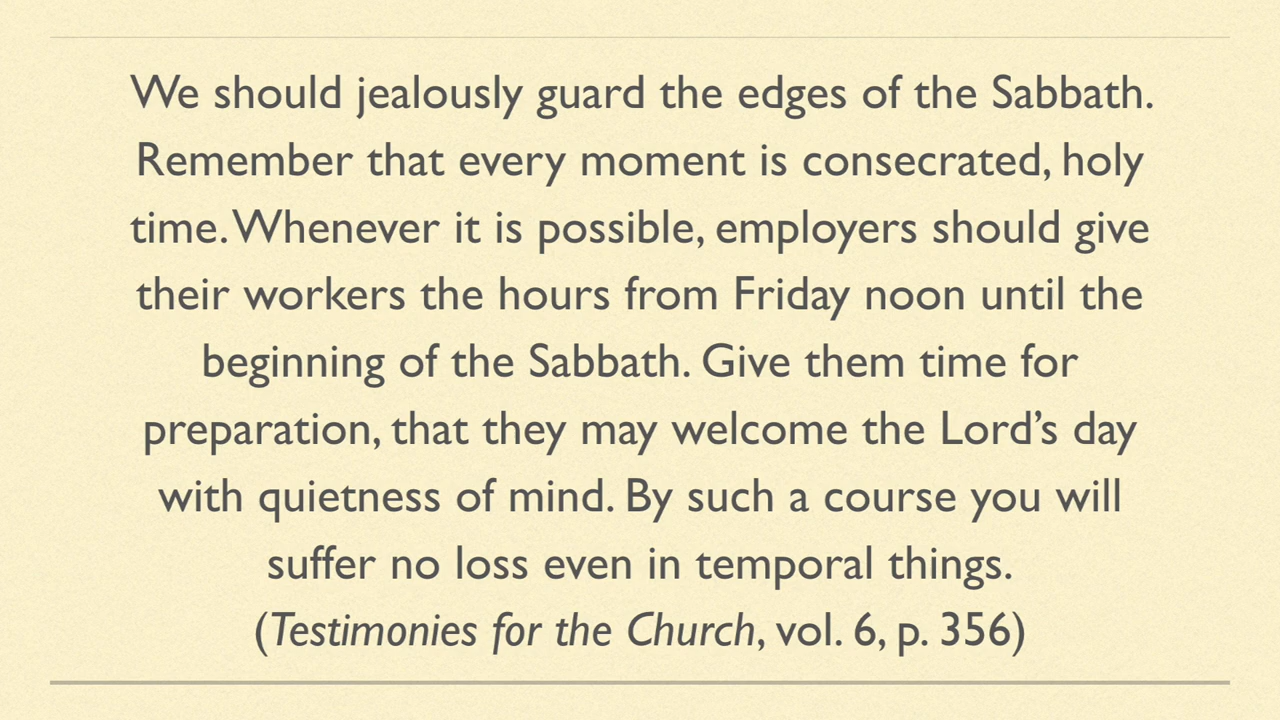 We should jealously guard the edges of the Sabbath.
Remember that every moment is consecrated, holy
time. Whenever it is possible, employers should give
their workers the hours from Friday noon until the
beginning of the Sabbath. Give them time for
preparation, that they may welcome the Lord’s day
with quietness of mind. By such a course you will
suffer no loss even in temporal things.
(Testimonies for the Church, vol. 6, p. 356)